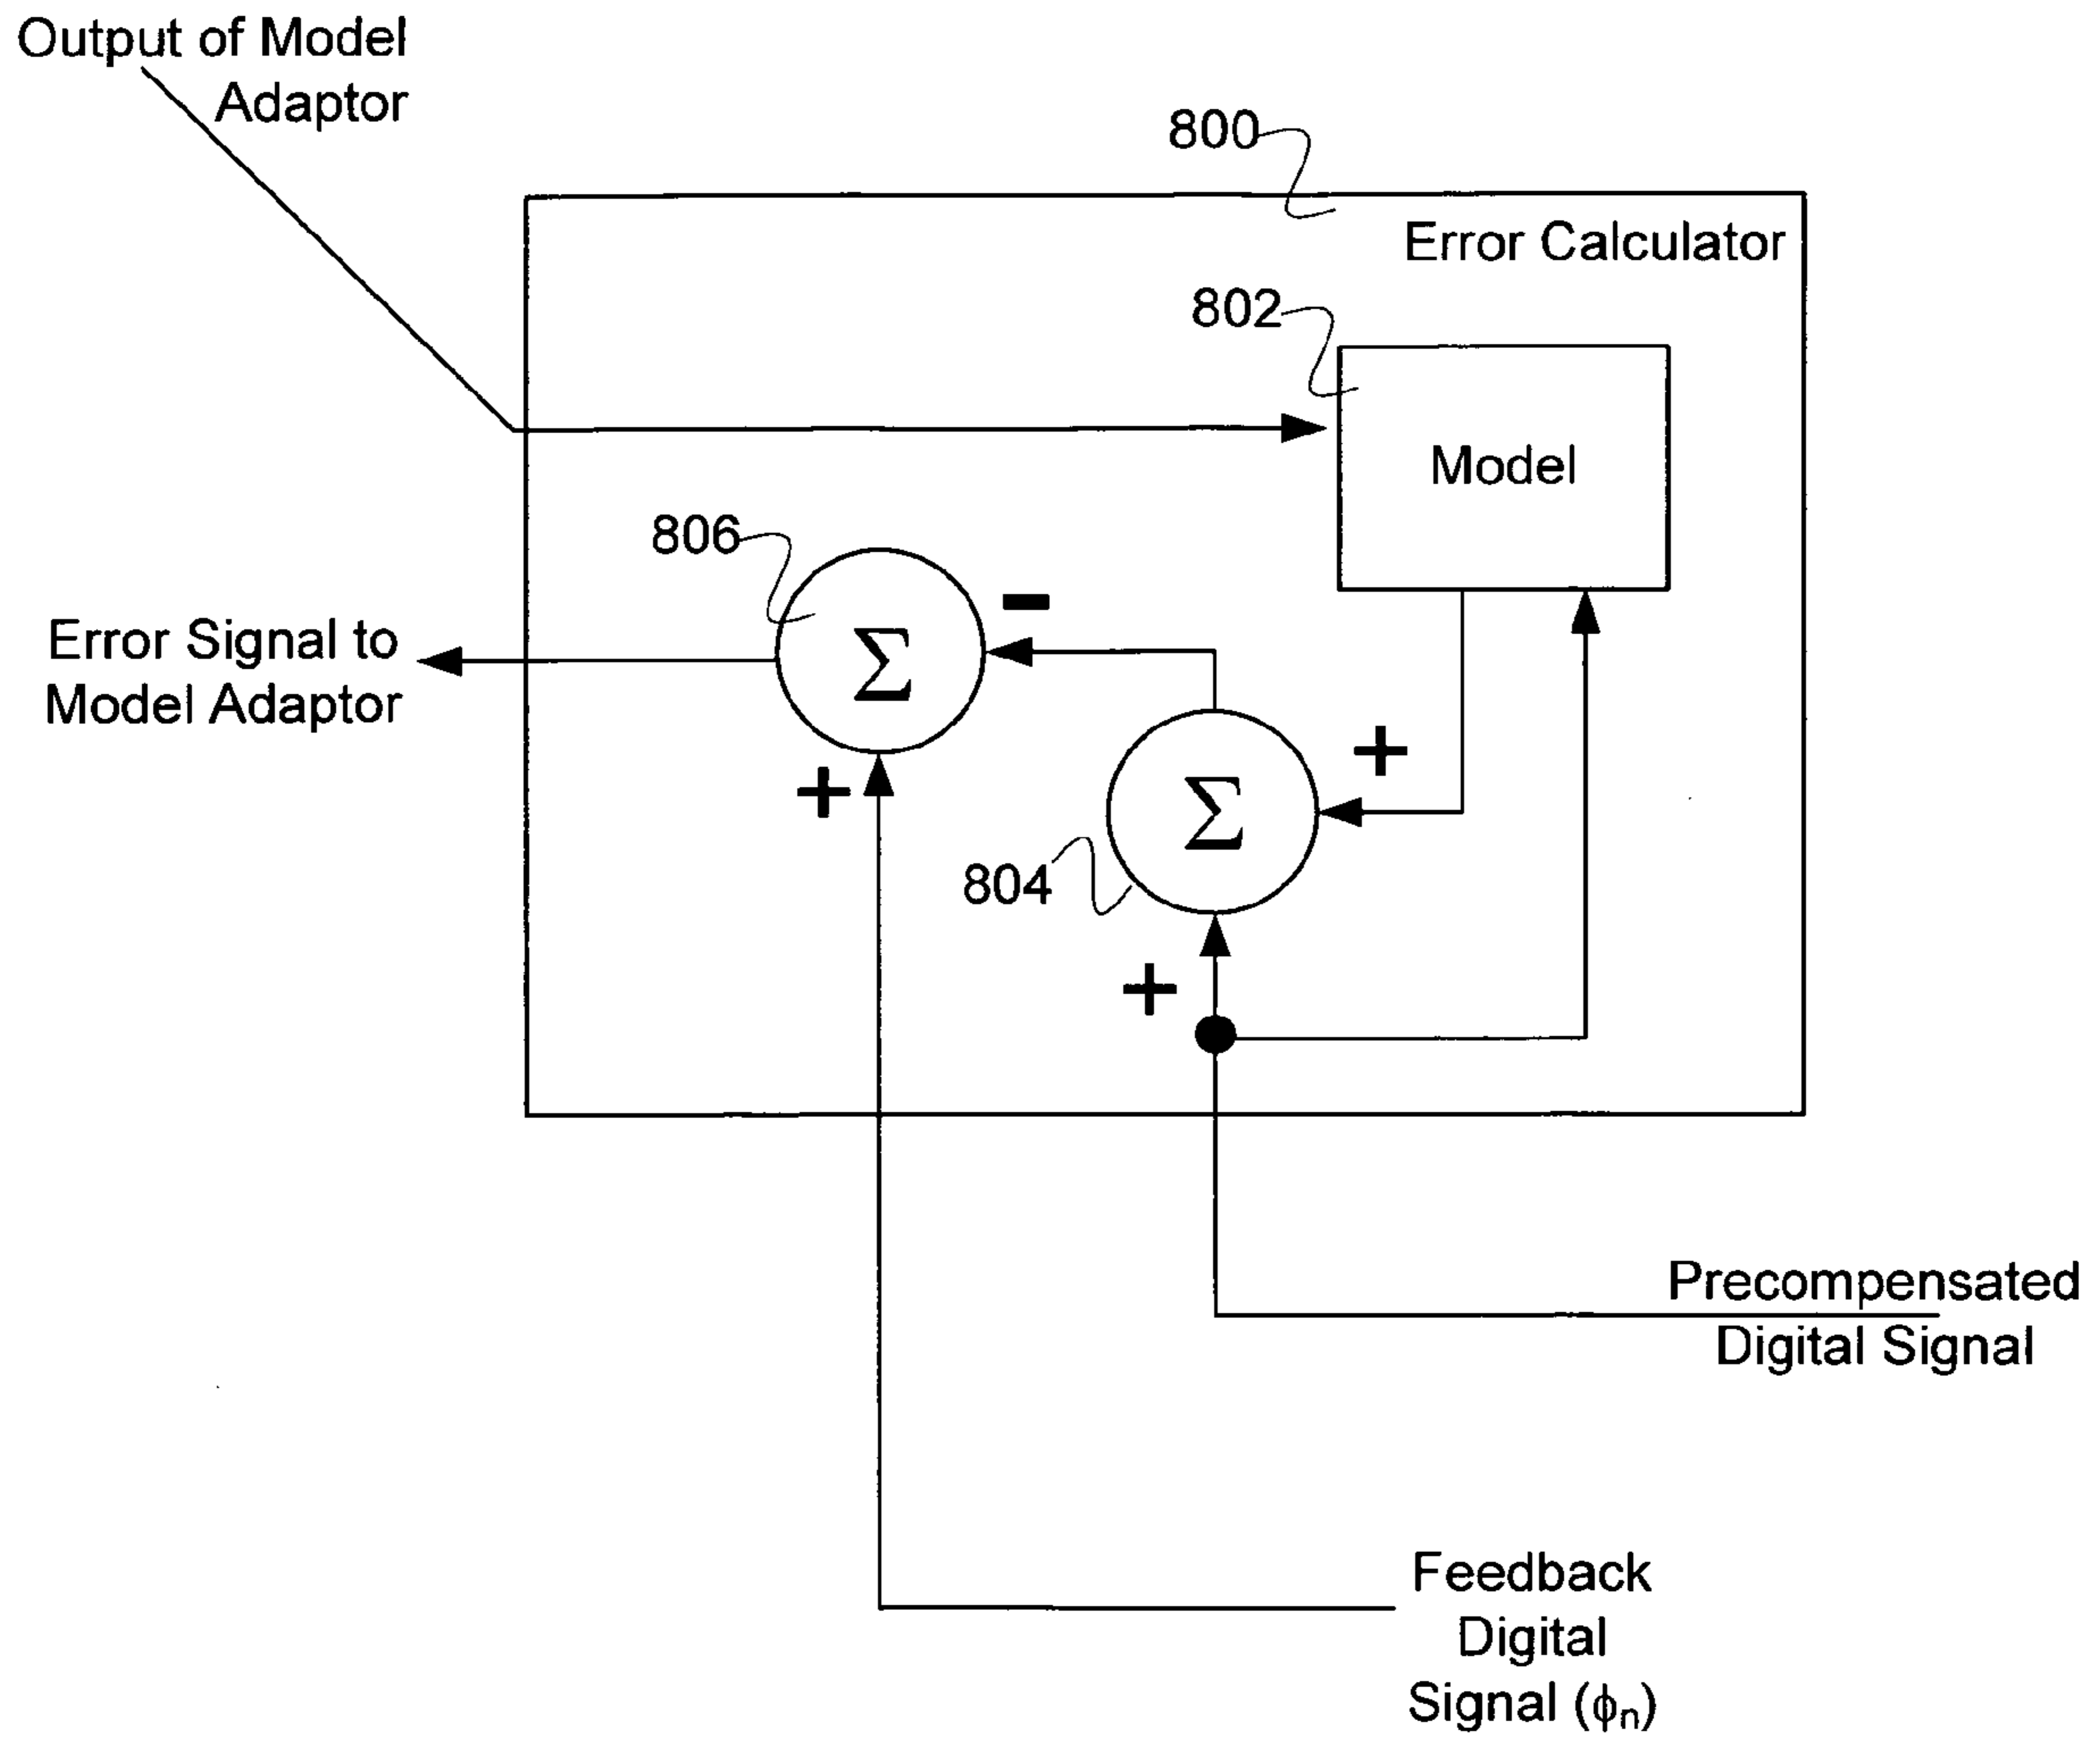 Output of Model
Adaptor
800
Error Calculator
802
Model
806
Σ
−
Error Signal to
Model Adaptor
+
+
Σ
804
+
Precompensated
Digital Signal
Feedback
Digital
Signal (ϕn)